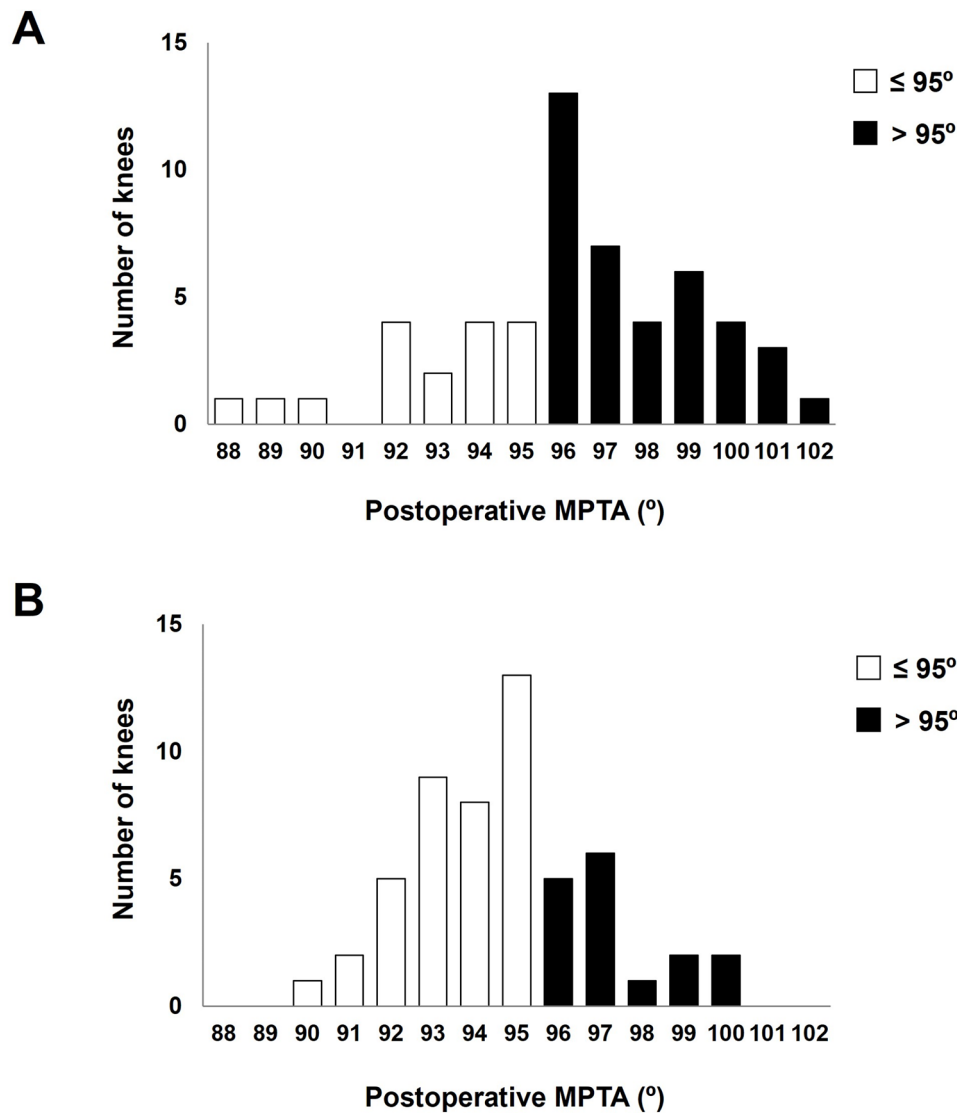 A
15
10
5
0
Number of knees
≤ 95º
> 95º
88 89 90 91 92 93 94 95 96 97 98 99 100 101 102
Postoperative MPTA (º)
B
15
10
5
0
Number of knees
≤ 95º
> 95º
88 89 90 91 92 93 94 95 96 97 98 99 100 101 102
Postoperative MPTA (º)